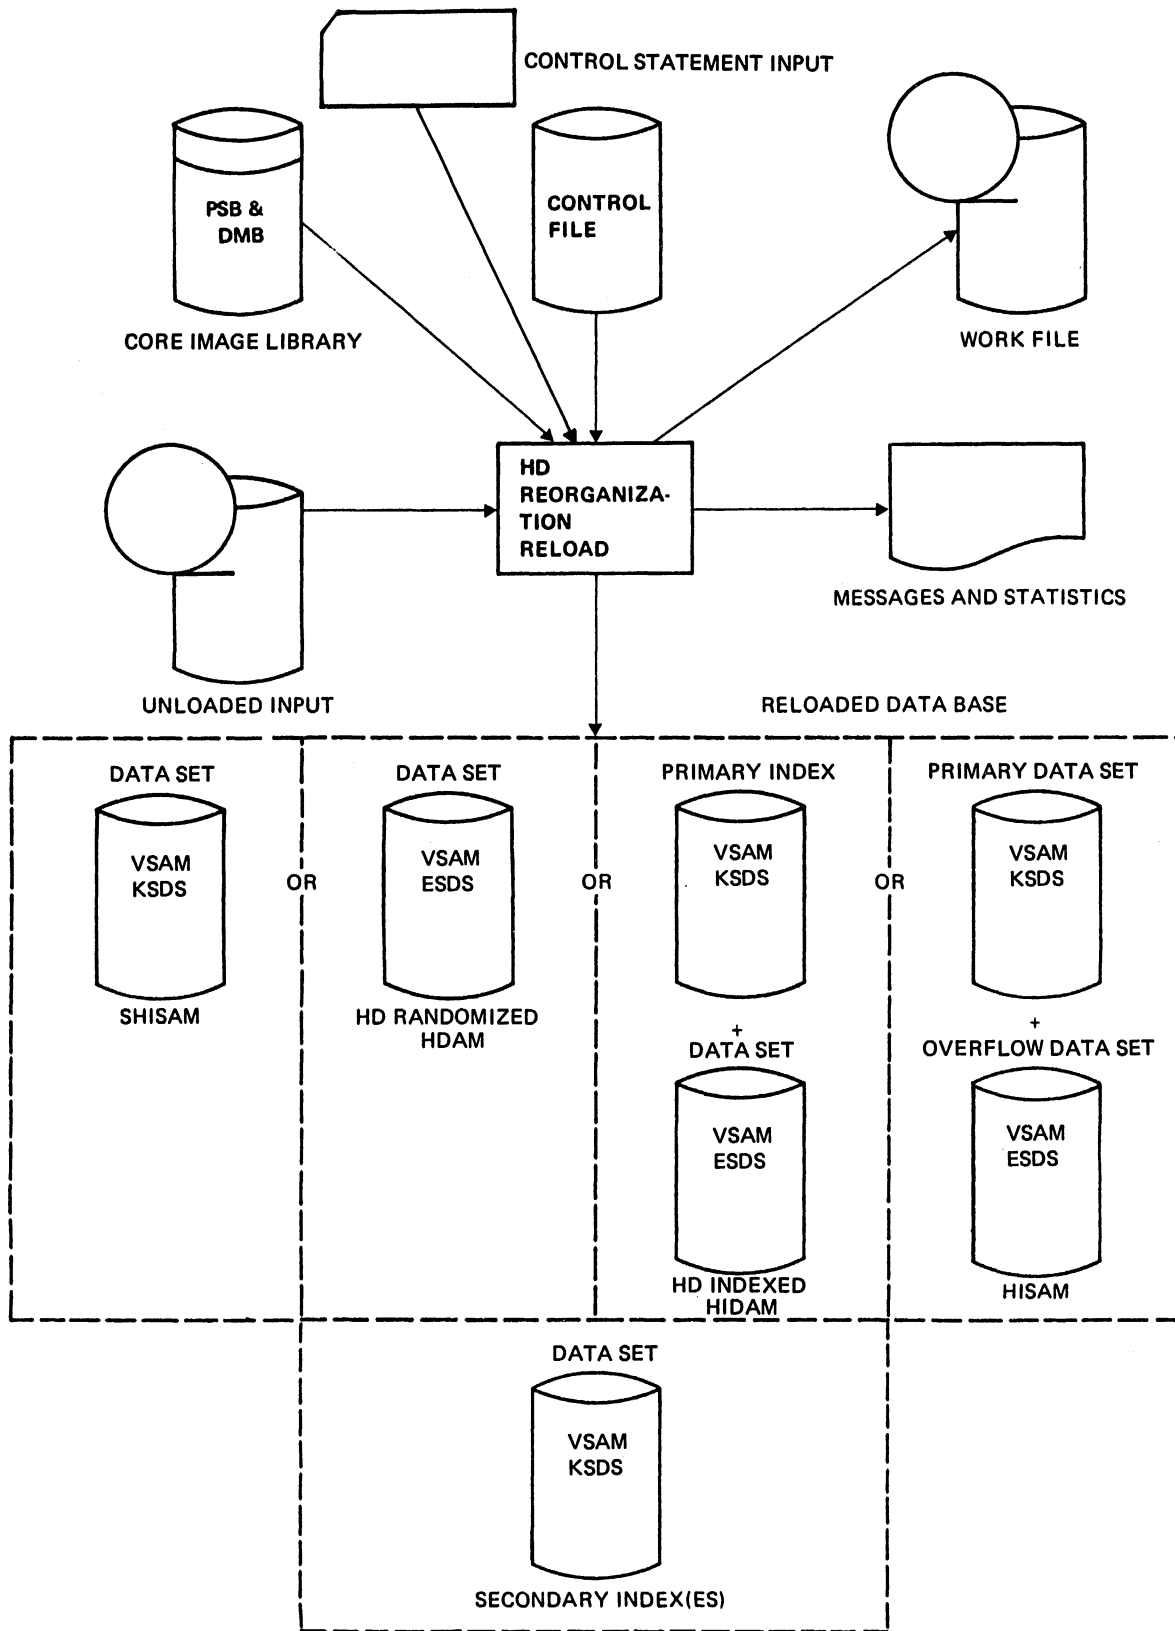 CONTROL STATEMENT INPUT
PSB &
DMB
CORE IMAGE LIBRARY
CONTROL
FILE
WORK FILE
HD
REORGANIZA-
TION
RELOAD
UNLOADED INPUT
MESSAGES AND STATISTICS
RELOADED DATA BASE
DATA SET
VSAM
KSDS
SHISAM
OR
DATA SET
VSAM
ESDS
HD RANDOMIZED
HDAM
OR
PRIMARY INDEX
VSAM
KSDS
+
DATA SET
VSAM
ESDS
HD INDEXED
HIDAM
OR
PRIMARY DATA SET
VSAM
KSDS
+
OVERFLOW DATA SET
VSAM
ESDS
HISAM
DATA SET
VSAM
KSDS
SECONDARY INDEX(ES)